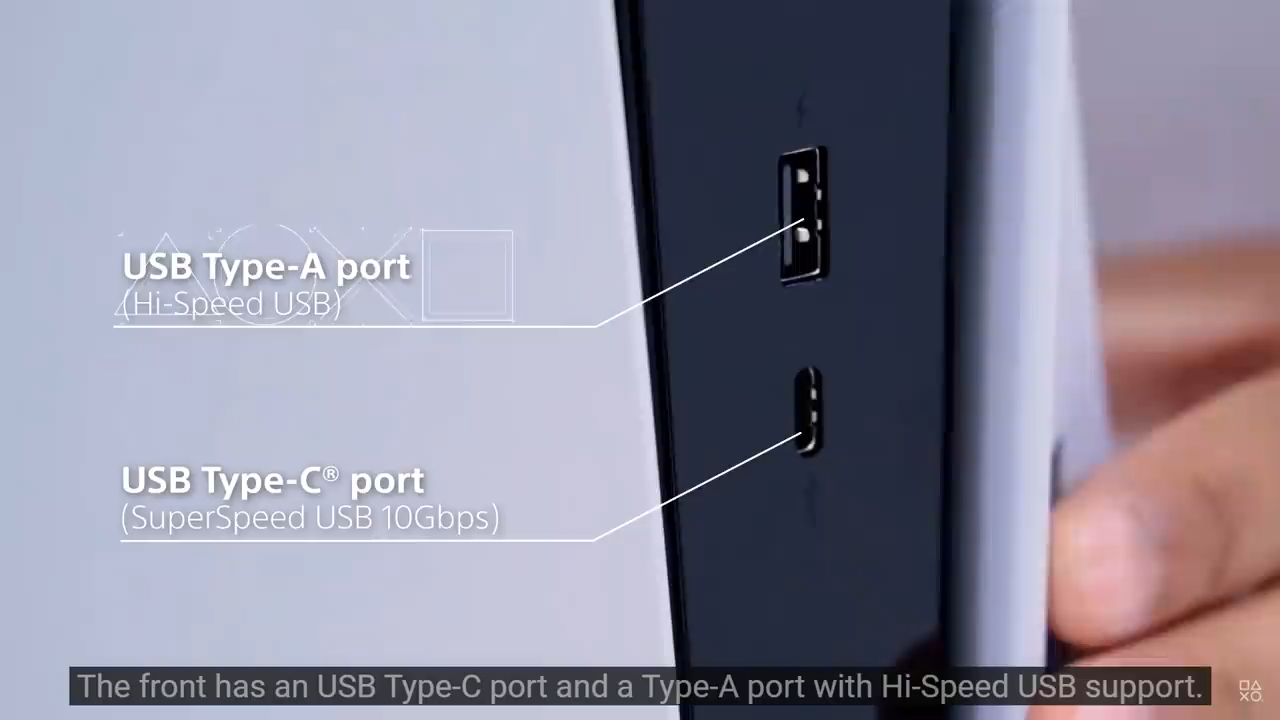 USB Type-A port
(Hi-Speed USB)
USB Type-C® port
(SuperSpeed USB 10Gbps)
The front has an USB Type-C port and a Type-A port with Hi-Speed USB support.